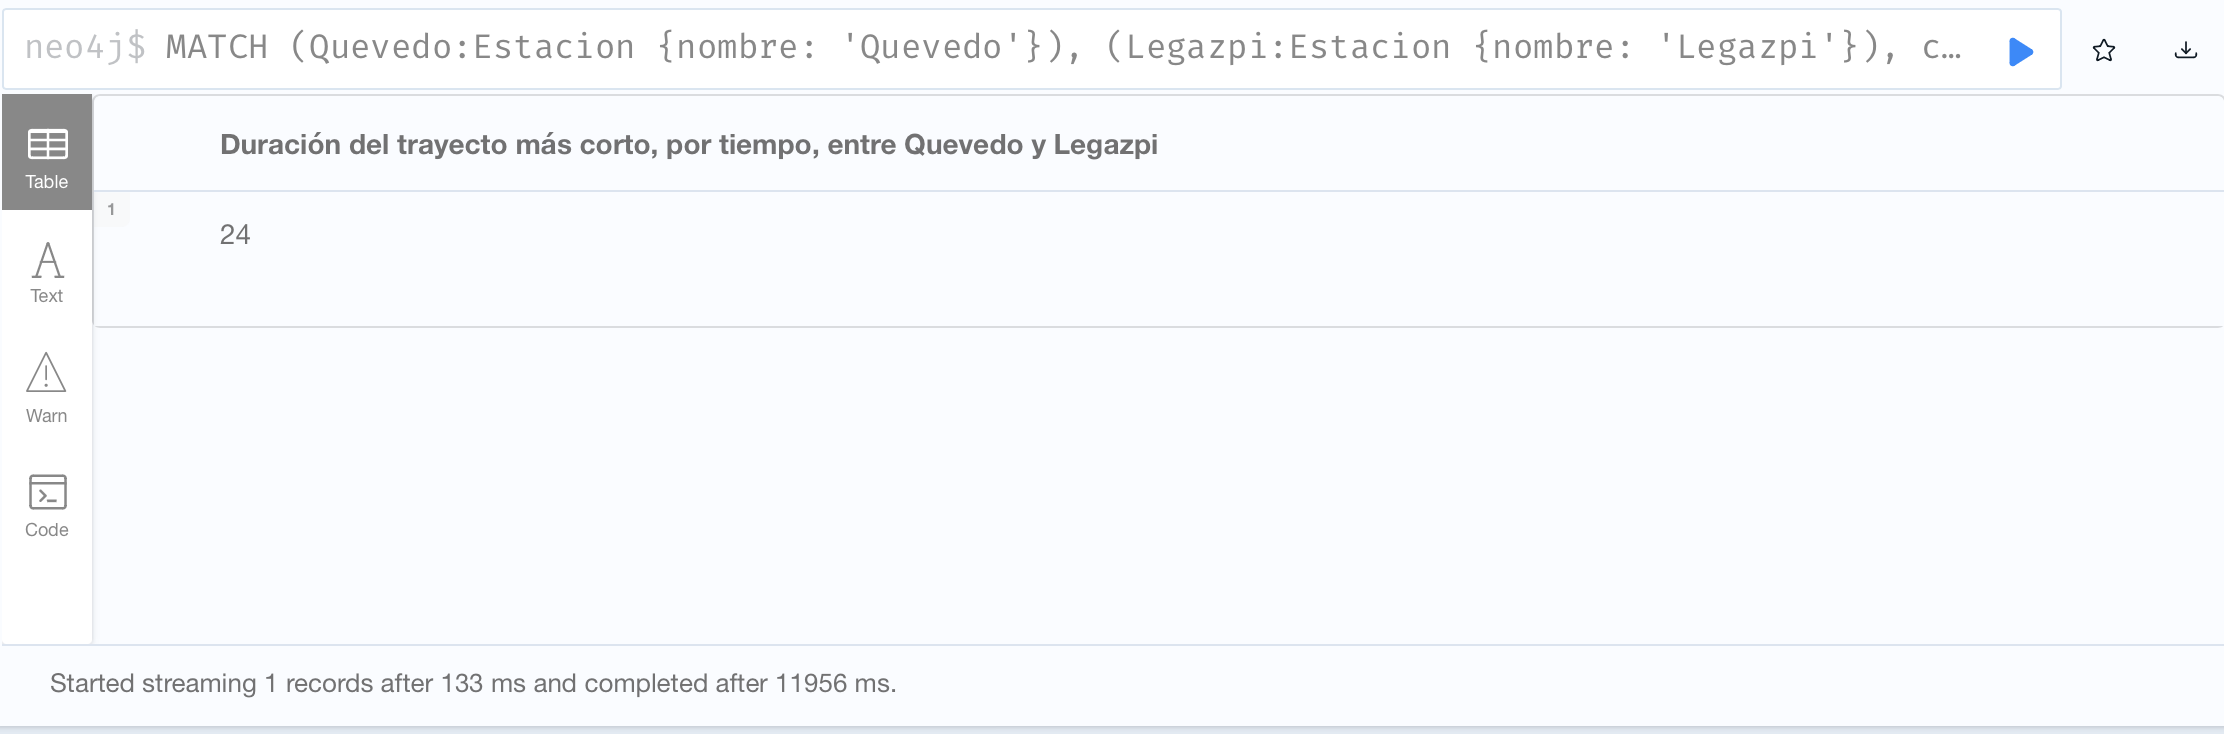 neo4j$ MATCH (Quevedo:Estacion {nombre: 'Quevedo'}), (Legazpi:Estacion {nombre: 'Legazpi'}), c…
Table
Duración del trayecto más corto, por tiempo, entre Quevedo y Legazpi
1
24
Text
Warn
Code
Started streaming 1 records after 133 ms and completed after 11956 ms.